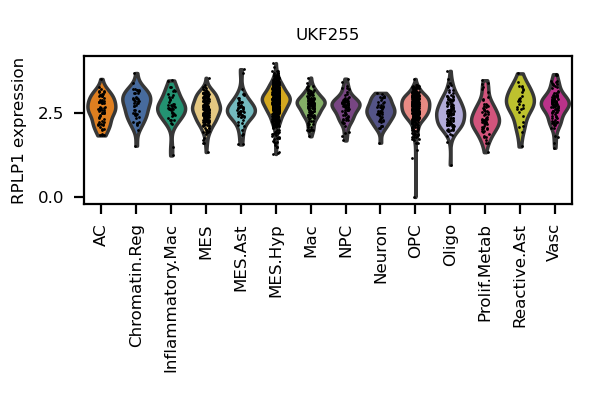 UKF255
RPLP1 expression
2.5
0.0
AC
Chromatin.Reg
Inflammatory.Mac
MES
MES.Ast
MES.Hyp
Mac
NPC
Neuron
OPC
Oligo
Prolif.Metab
Reactive.Ast
Vasc